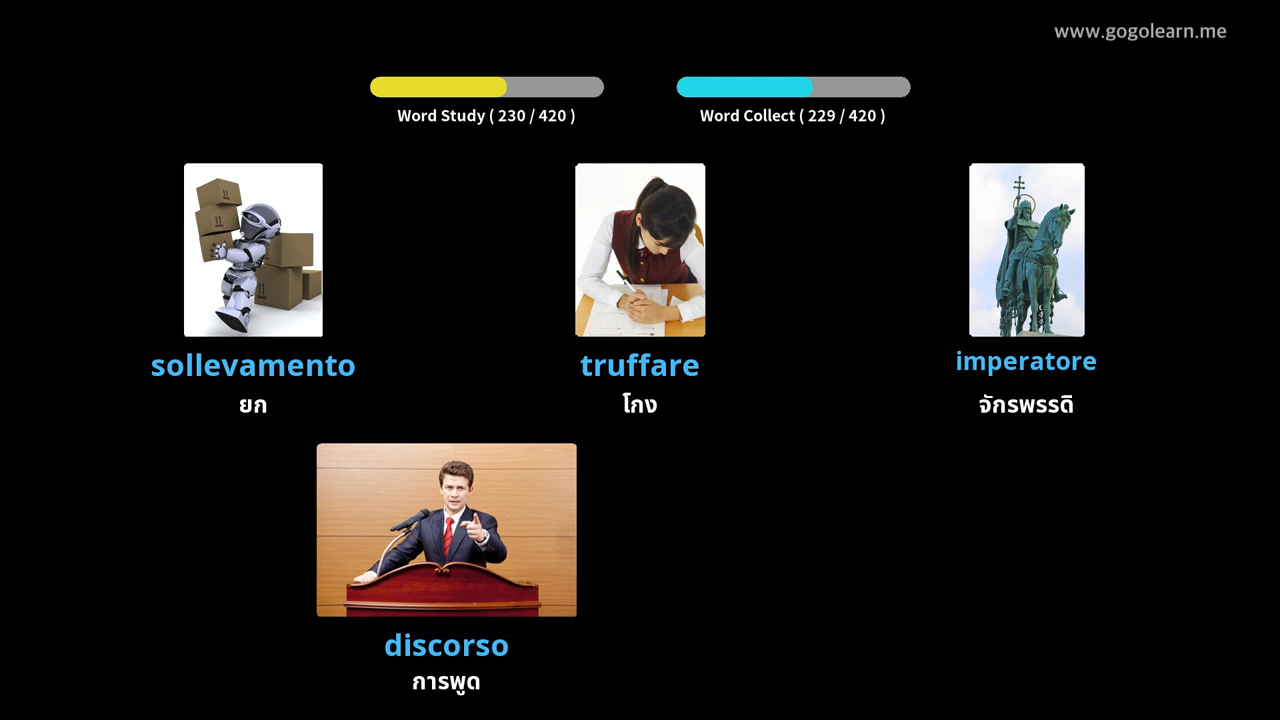 www.gogolearn.me
Word Study ( 230 / 420 )
Word Collect ( 229 / 420 )
sollevamento
ยก
truffare
โกง
imperatore
จักรพรรดิ
discorso
การพูด